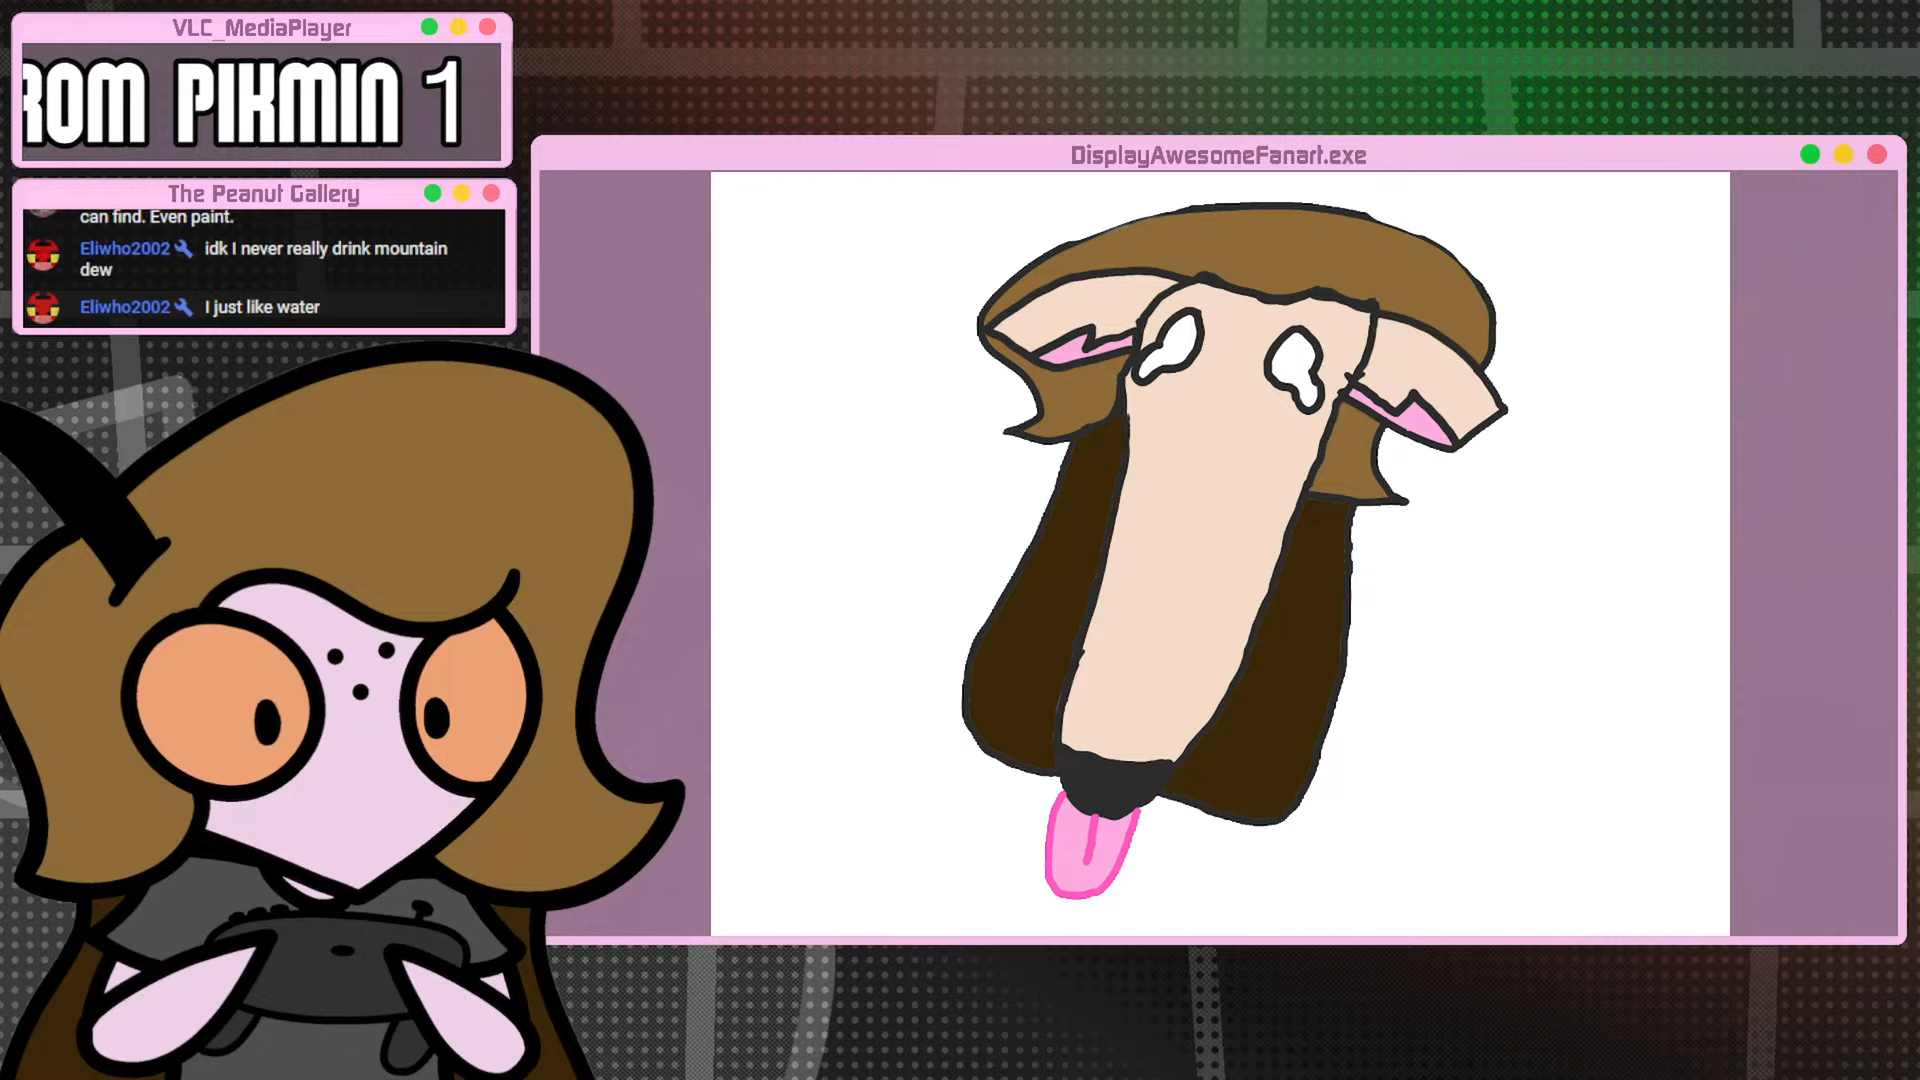 VLC_MediaPlayer
ROM PIKMIN 1
The Peanut Gallery
can find. Even paint.
Eliwho2002 idk I never really drink mountain
dew
Eliwho2002 I just like water
DisplayAwesomeFanart.exe